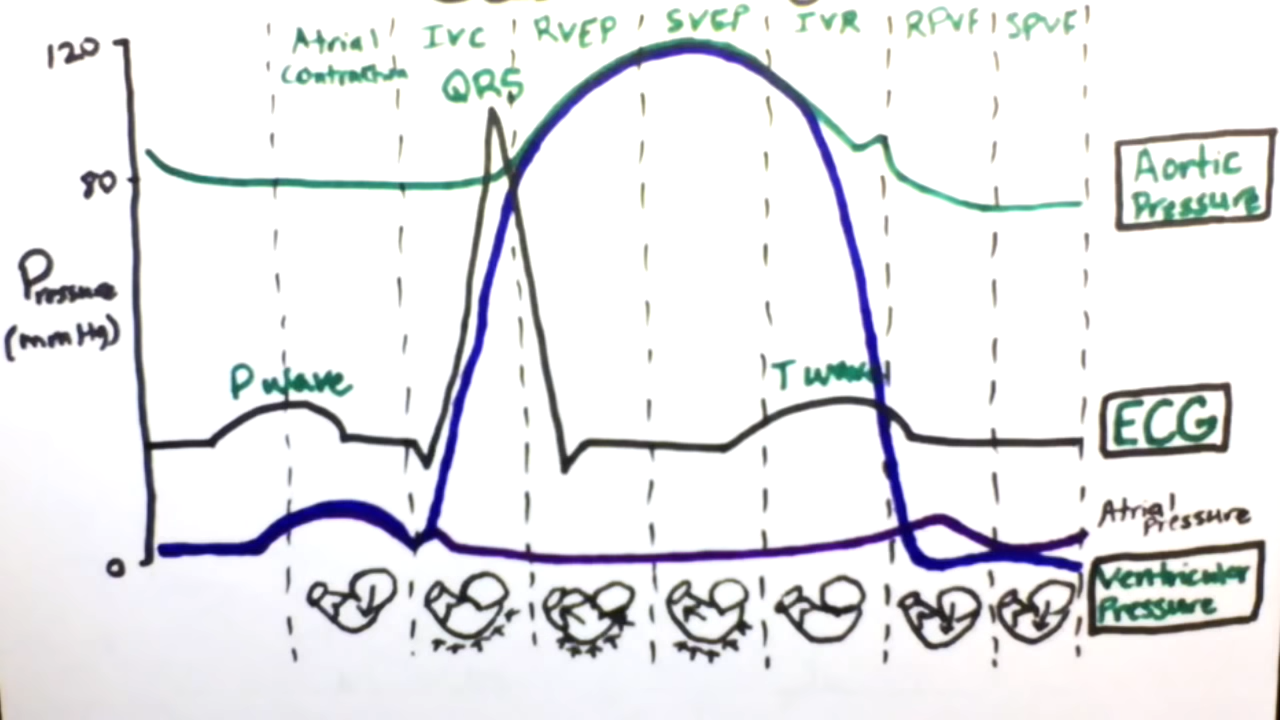 120
Atrial
contraction
IVC
RVEP
SVEP
IVR
RPVF
SPVF
QRS
80
Aortic
Pressure
Pressure
(mmHg)
P wave
T wave
ECG
Atrial
Pressure
0
Ventricular
Pressure